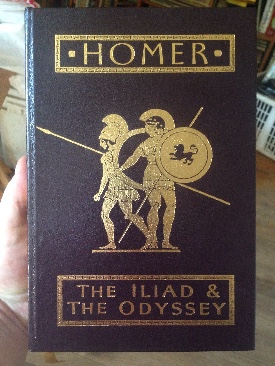 HOMER
THE ILIAD &
THE ODYSSEY